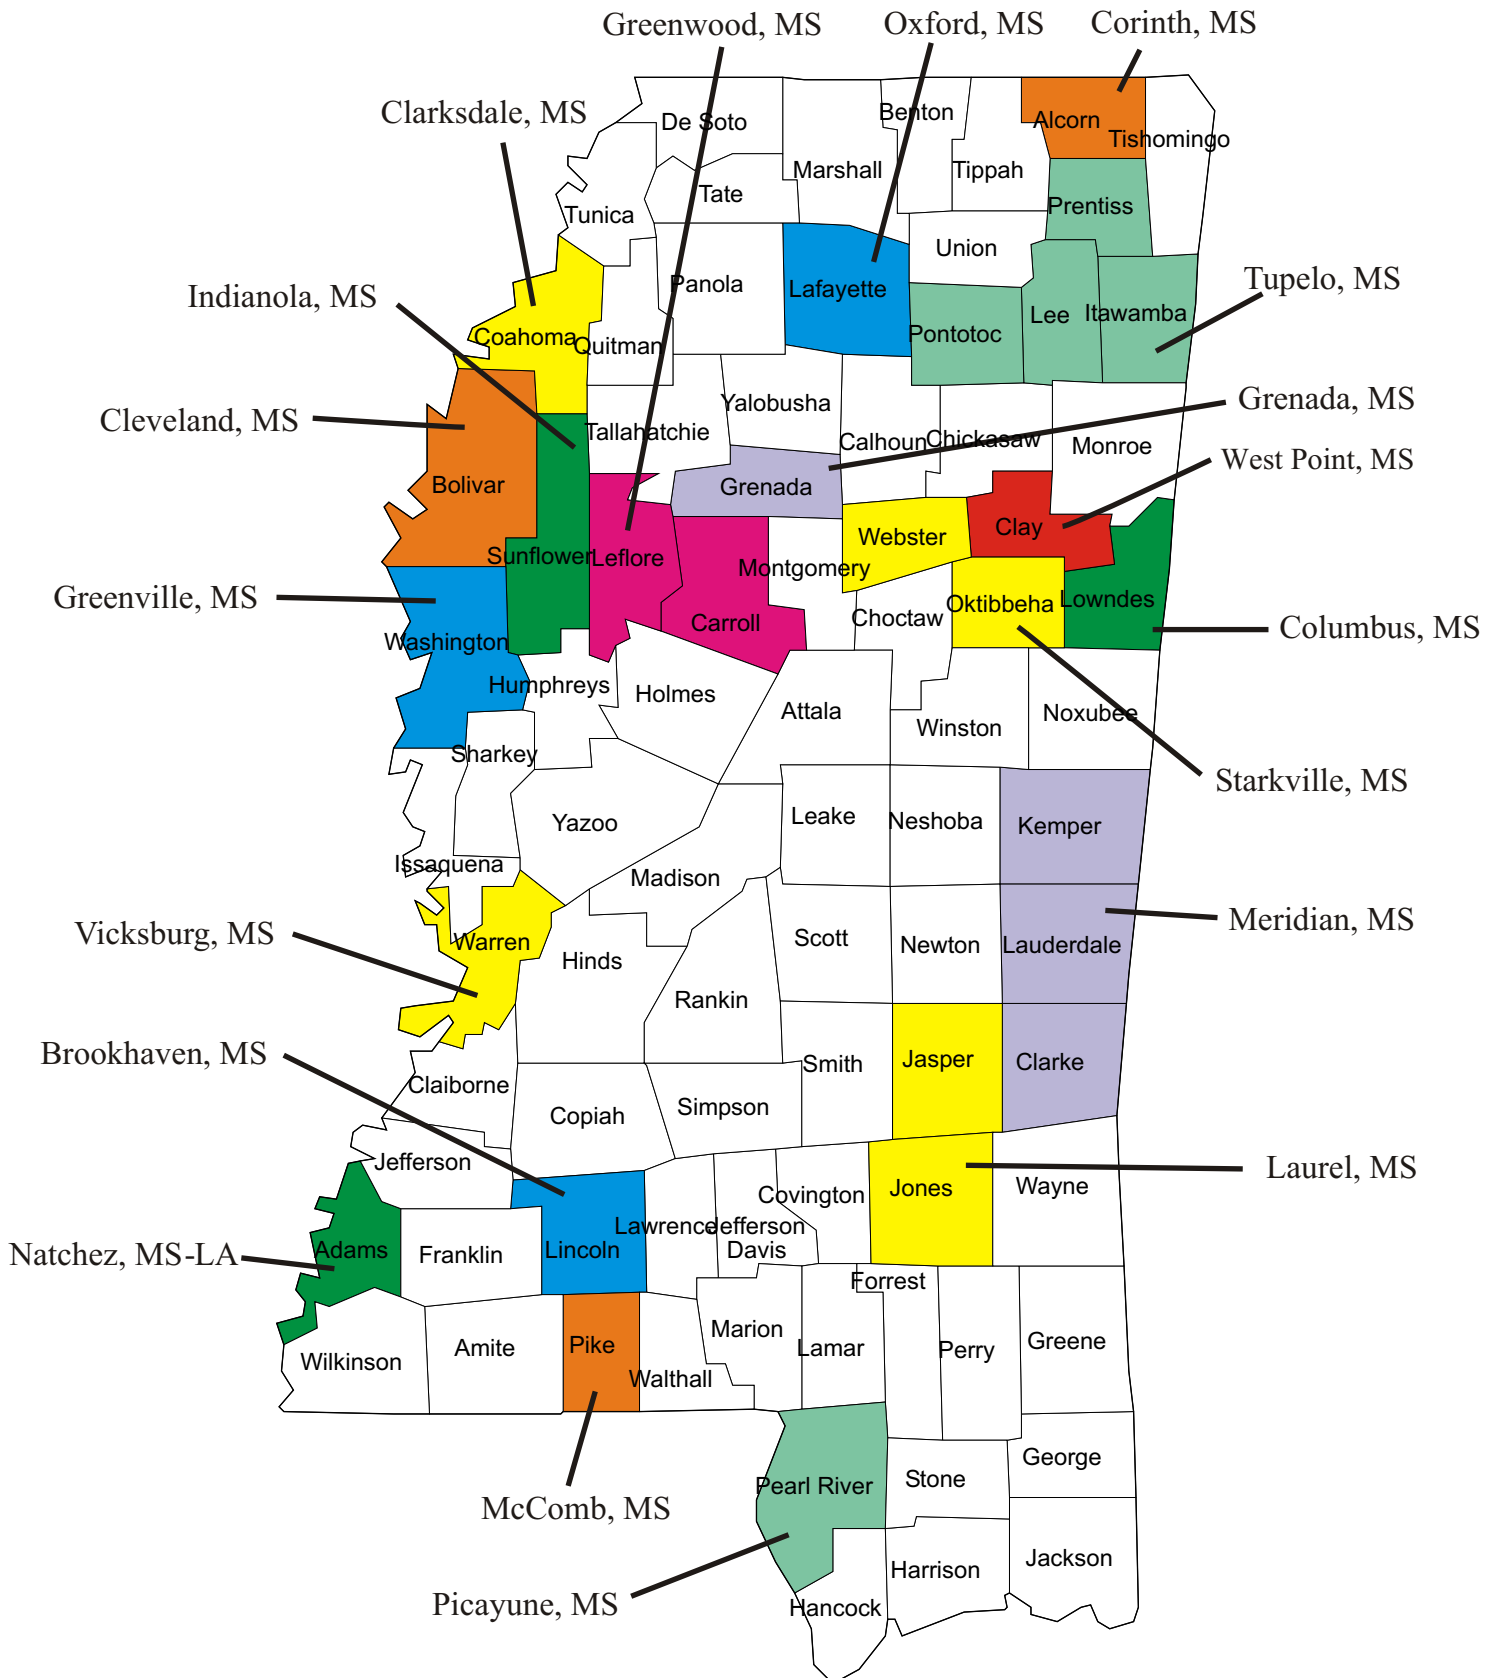 Greenwood, MS
Oxford, MS
Corinth, MS
Clarksdale, MS
De Soto
Benton
Alcorn
Tishomingo
Marshall
Tippah
Tate
Tunica
Prentiss
Union
Indianola, MS
Panola
Lafayette
Tupelo, MS
Coahoma
Quitman
Pontotoc
Lee
Itawamba
Cleveland, MS
Yalobusha
Grenada, MS
Tallahatchie
Calhoun
Chickasaw
Monroe
West Point, MS
Bolivar
Grenada
Webster
Clay
Sunflower
Leflore
Montgomery
Greenville, MS
Washington
Carroll
Choctaw
Oktibbeha
Lowndes
Columbus, MS
Humphreys
Holmes
Attala
Winston
Noxubee
Sharkey
Starkville, MS
Yazoo
Leake
Neshoba
Kemper
Issaquena
Madison
Vicksburg, MS
Warren
Hinds
Scott
Newton
Lauderdale
Meridian, MS
Rankin
Brookhaven, MS
Claiborne
Copiah
Simpson
Smith
Jasper
Clarke
Jefferson
Covington
Jones
Wayne
Laurel, MS
Natchez, MS-LA
Adams
Franklin
Lincoln
Lawrence
Jefferson
Davis
Forrest
Wilkinson
Amite
Pike
Walthall
Marion
Lamar
Perry
Greene
McComb, MS
Pearl River
Stone
George
Picayune, MS
Hancock
Harrison
Jackson